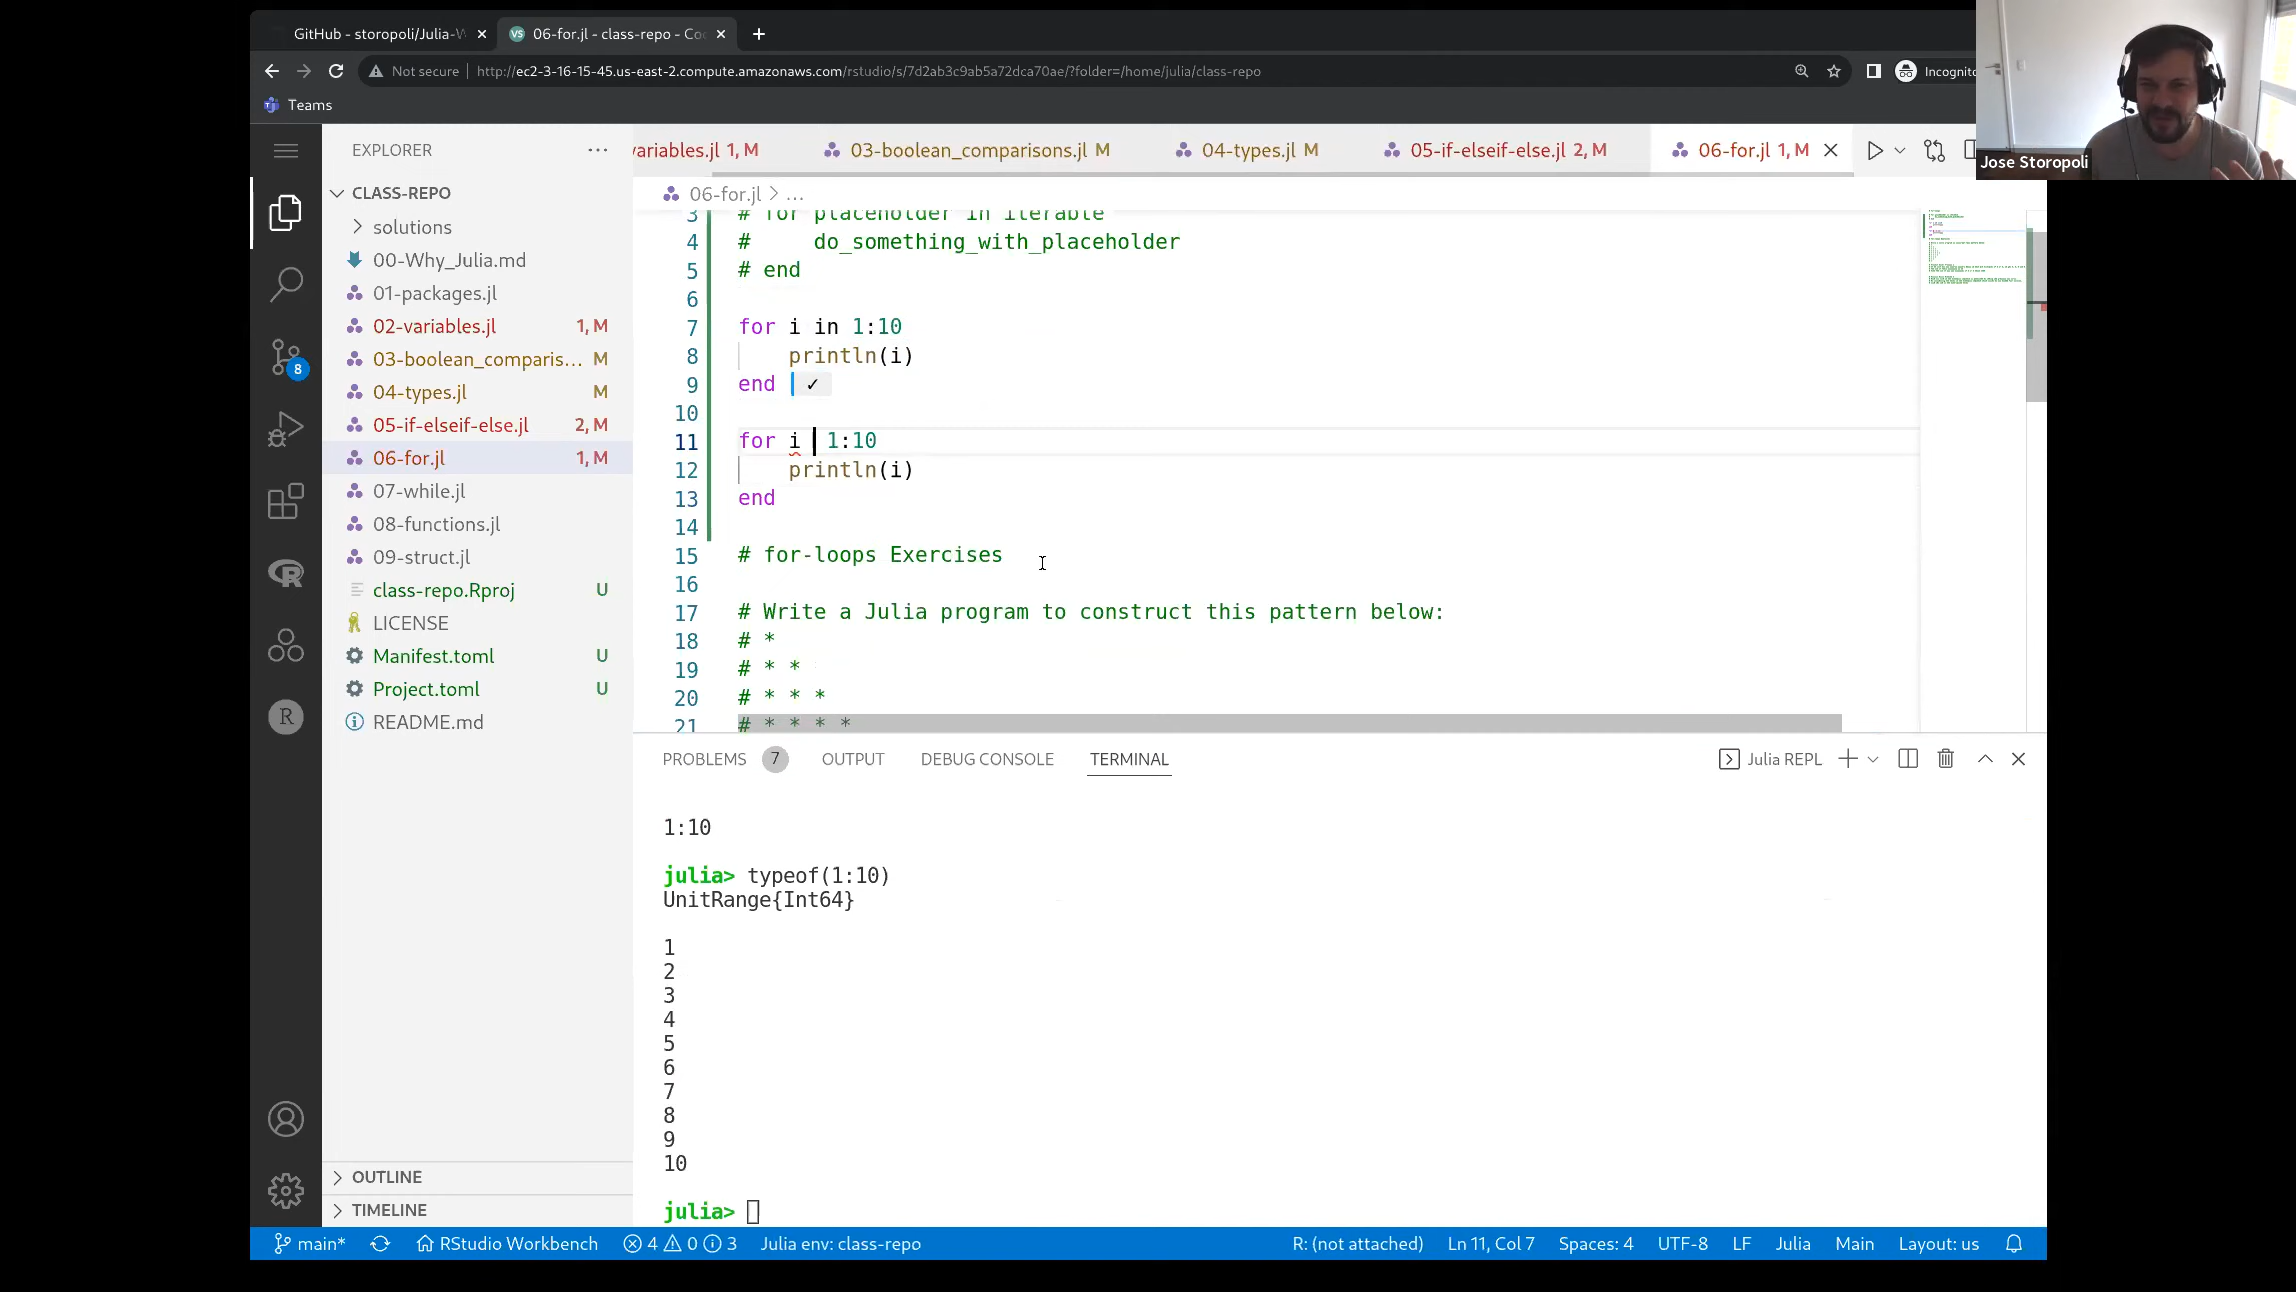 GitHub - storopoli/Julia-W
06-for.jl - class-repo - Co
Not secure
http://ec2-3-16-15-45.us-east-2.compute.amazonaws.com/rstudio/s/7d2ab3c9ab5a72dca70ae/?folder=/home/julia/class-repo
Incognito
Teams
Jose Storopoli
EXPLORER
CLASS-REPO
solutions
00-Why_Julia.md
01-packages.jl
02-variables.jl 1, M
03-boolean_comparis... M
04-types.jl M
05-if-elseif-else.jl 2, M
06-for.jl 1, M
07-while.jl
08-functions.jl
09-struct.jl
class-repo.Rproj U
LICENSE
Manifest.toml U
Project.toml U
README.md
OUTLINE
TIMELINE
8
R
ariables.jl 1, M
03-boolean_comparisons.jl M
04-types.jl M
05-if-elseif-else.jl 2, M
06-for.jl 1, M
06-for.jl > ...
3 # for placeholder in iterable
4 #     do_something_with_placeholder
5 # end
6
7 for i in 1:10
8     println(i)
9 end ✓
10
11 for i 1:10
12     println(i)
13 end
14
15 # for-loops Exercises
16
17 # Write a Julia program to construct this pattern below:
18 # *
19 # * *
20 # * * *
21 # * * * *
PROBLEMS 7 OUTPUT DEBUG CONSOLE TERMINAL
Julia REPL
1:10
julia> typeof(1:10)
UnitRange{Int64}
1
2
3
4
5
6
7
8
9
10
julia>
main* RStudio Workbench 4 0 3 Julia env: class-repo
R: (not attached) Ln 11, Col 7 Spaces: 4 UTF-8 LF Julia Main Layout: us